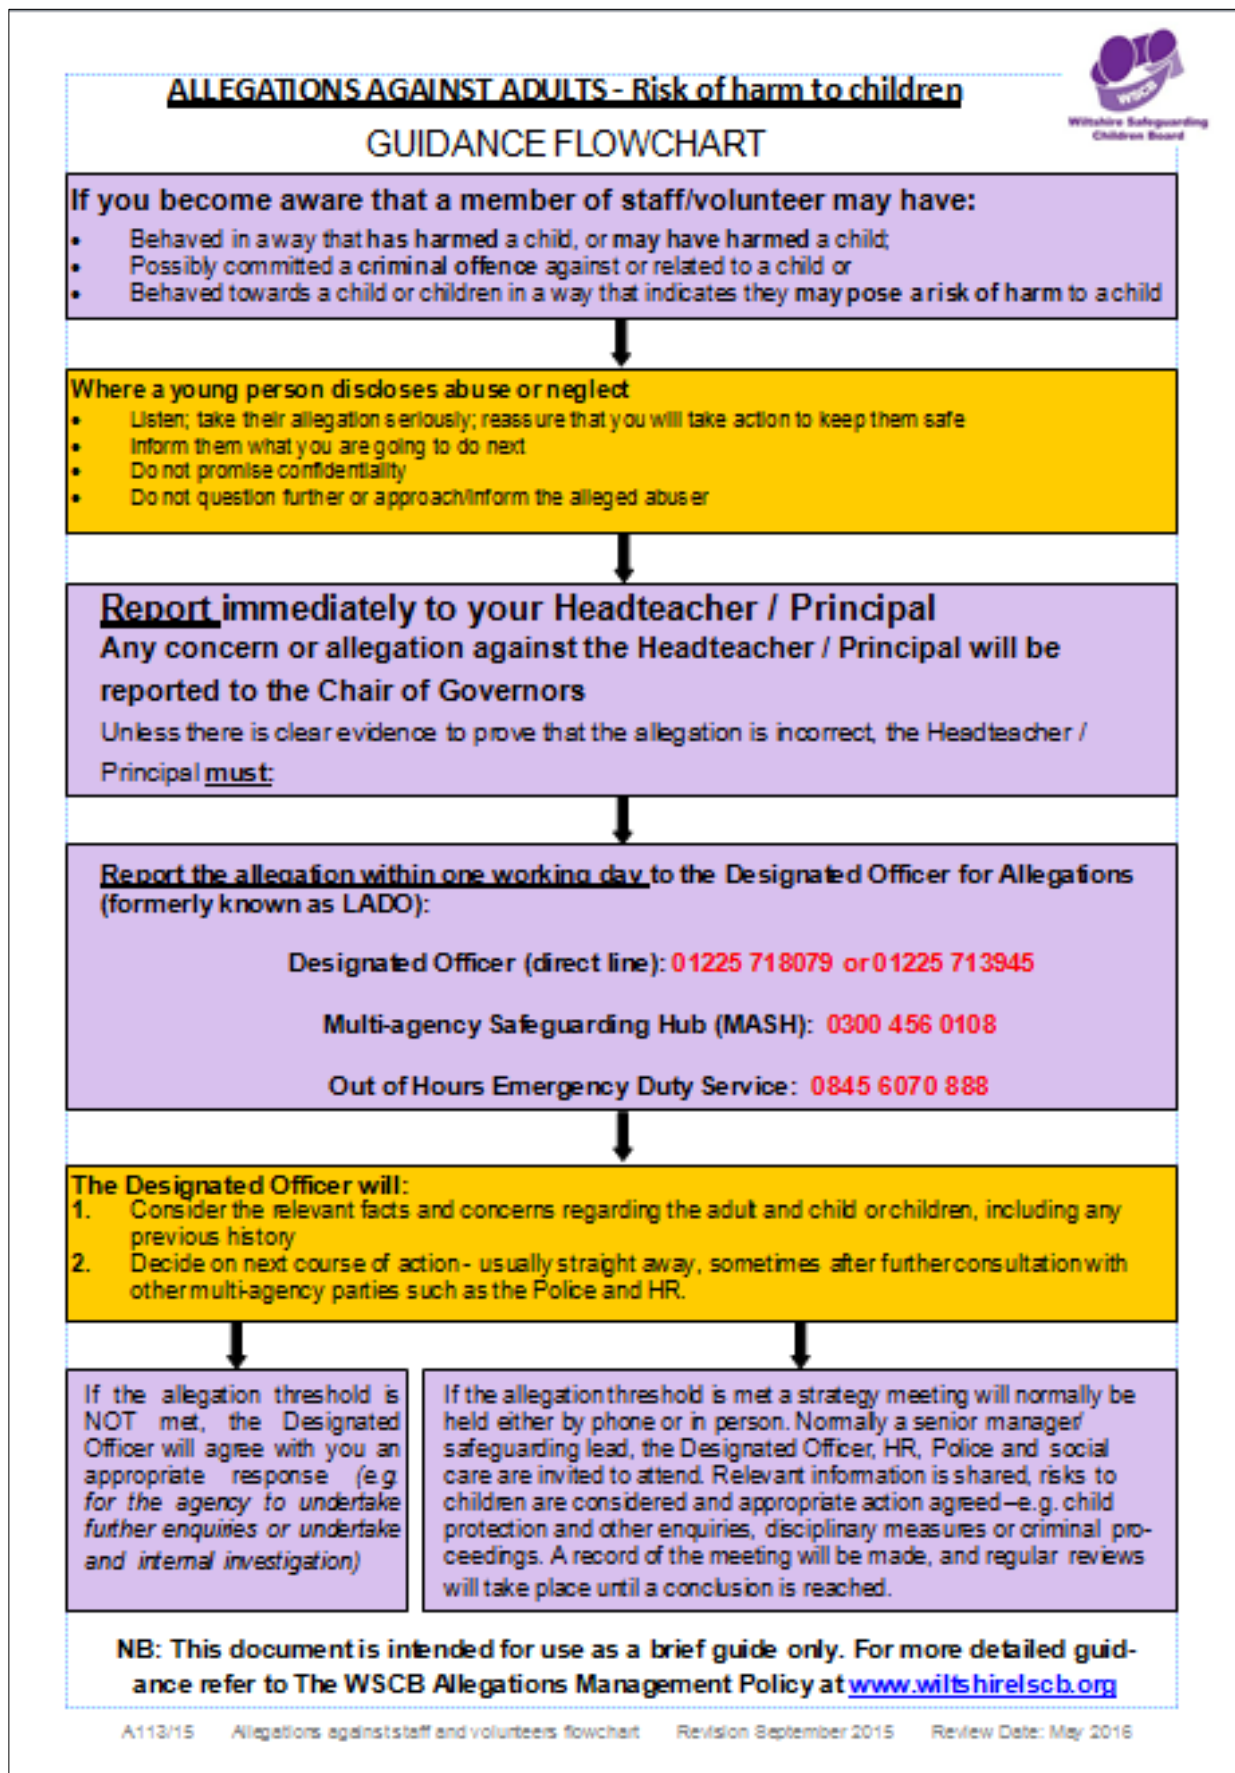 ALLEGATIONS AGAINST ADULTS - Risk of harm to children
WSCB
Wiltshire Safeguarding
Children Board
GUIDANCE FLOWCHART
If you become aware that a member of staff/volunteer may have:
• Behaved in a way that has harmed a child, or may have harmed a child;
• Possibly committed a criminal offence against or related to a child or
• Behaved towards a child or children in a way that indicates they may pose a risk of harm to a child
Where a young person discloses abuse or neglect
• Listen; take their allegation seriously; reassure that you will take action to keep them safe
• Inform them what you are going to do next
• Do not promise confidentiality
• Do not question further or approach/inform the alleged abuser
Report immediately to your Headteacher / Principal
Any concern or allegation against the Headteacher / Principal will be
reported to the Chair of Governors
Unless there is clear evidence to prove that the allegation is incorrect, the Headteacher /
Principal must:
Report the allegation within one working day to the Designated Officer for Allegations
(formerly known as LADO):
Designated Officer (direct line): 01225 718079 or 01225 713945
Multi-agency Safeguarding Hub (MASH): 0300 456 0108
Out of Hours Emergency Duty Service: 0845 6070 888
The Designated Officer will:
1. Consider the relevant facts and concerns regarding the adult and child or children, including any
previous history
2. Decide on next course of action - usually straight away, sometimes after further consultation with
other multi-agency parties such as the Police and HR.
If the allegation threshold is
NOT met, the Designated
Officer will agree with you an
appropriate response (e.g.
for the agency to undertake
further enquiries or undertake
and internal investigation)
If the allegation threshold is met a strategy meeting will normally be
held either by phone or in person. Normally a senior manager/
safeguarding lead, the Designated Officer, HR, Police and social
care are invited to attend. Relevant information is shared, risks to
children are considered and appropriate action agreed—e.g. child
protection and other enquiries, disciplinary measures or criminal pro-
ceedings. A record of the meeting will be made, and regular reviews
will take place until a conclusion is reached.
NB: This document is intended for use as a brief guide only. For more detailed guid-
ance refer to The WSCB Allegations Management Policy at www.wiltshirelscb.org
A113/15 Allegations against staff and volunteers flowchart Revision September 2015 Review Date: May 2016